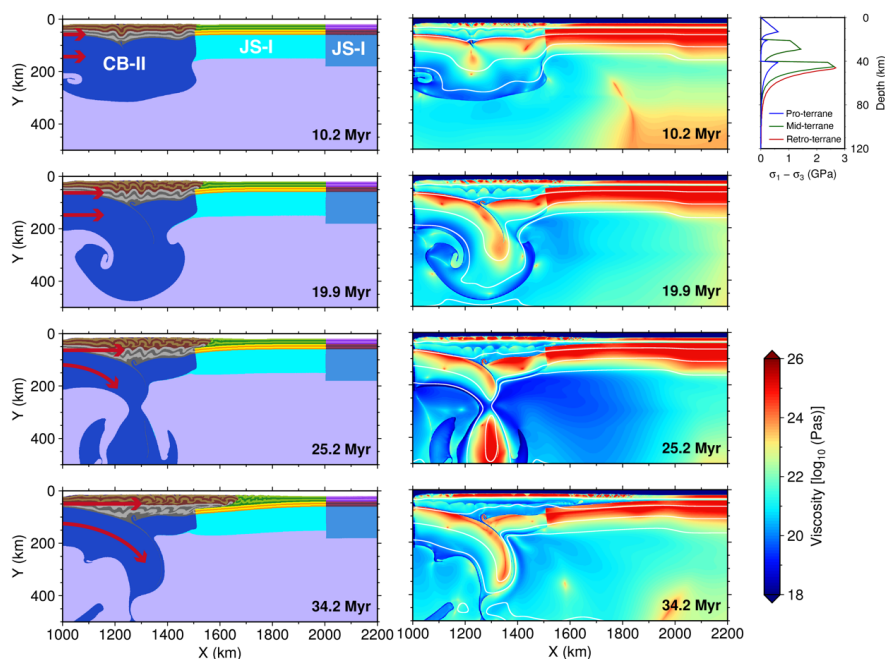 0
100
200
300
400
500
Y (km)
CB-II
JS-I
JS-I
10.2 Myr
10.2 Myr
0
40
80
120
Depth (km)
Pro-terrane
Mid-terrane
Retro-terrane
0 1 2 3
σ1 − σ3 (GPa)
0
200
400
Y (km)
19.9 Myr
19.9 Myr
0
200
400
Y (km)
25.2 Myr
25.2 Myr
0
200
400
Y (km)
34.2 Myr
34.2 Myr
1000 1200 1400 1600 1800 2000 2200
X (km)
1000 1200 1400 1600 1800 2000 2200
X (km)
26
24
22
20
18
Viscosity [log10 (Pas)]